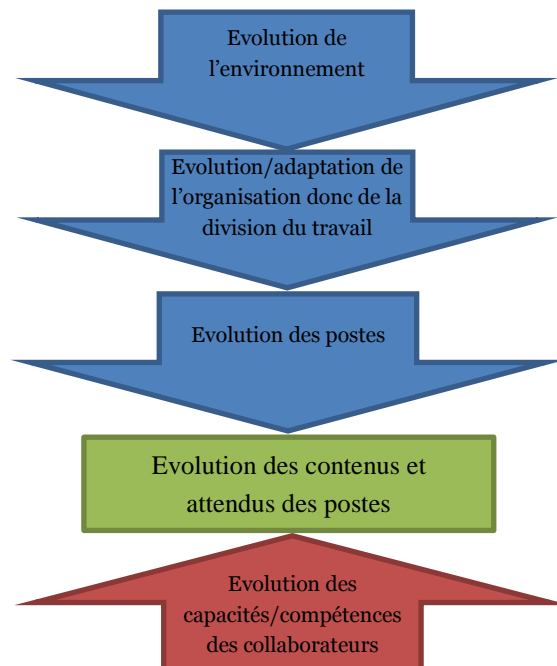 Evolution de
l'environnement
Evolution/adaptation de
l'organisation donc de la
division du travail
Evolution des postes
Evolution des contenus et
attendus des postes
Evolution des
capacités/compétences
des collaborateurs